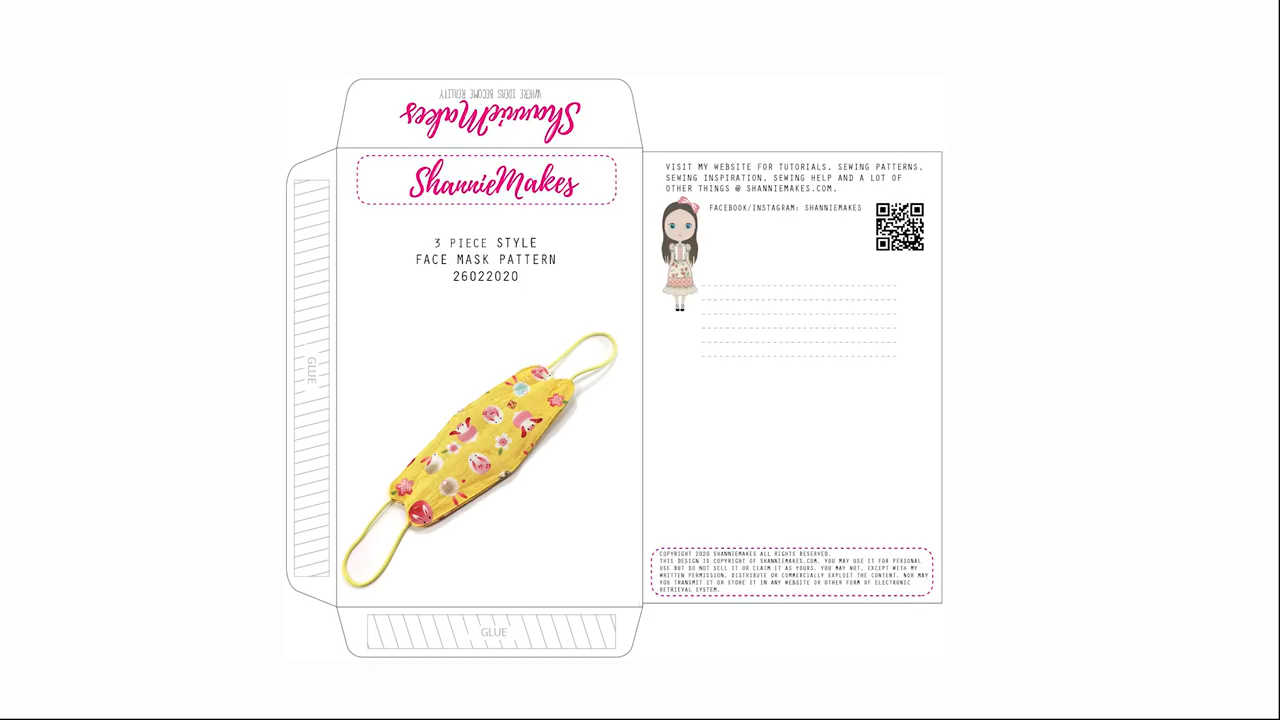 WHERE IDEAS BECOME REALITY
ShannieMakes
ShannieMakes
3 PIECE STYLE
FACE MASK PATTERN
26022020
GLUE
GLUE
VISIT MY WEBSITE FOR TUTORIALS, SEWING PATTERNS,
SEWING INSPIRATION, SEWING HELP AND A LOT OF
OTHER THINGS @ SHANNIEMAKES.COM.
FACEBOOK/INSTAGRAM: SHANNIEMAKES
COPYRIGHT 2020 SHANNIEMAKES ALL RIGHTS RESERVED.
THIS DESIGN IS COPYRIGHT OF SHANNIEMAKES.COM. YOU MAY USE IT FOR PERSONAL
USE BUT DO NOT SELL IT OR CLAIM IT AS YOURS. YOU MAY NOT, EXCEPT WITH MY
WRITTEN PERMISSION, DISTRIBUTE OR COMMERCIALLY EXPLOIT THE CONTENT. NOR MAY
YOU TRANSMIT IT OR STORE IT IN ANY WEBSITE OR OTHER FORM OF ELECTRONIC
RETRIEVAL SYSTEM.